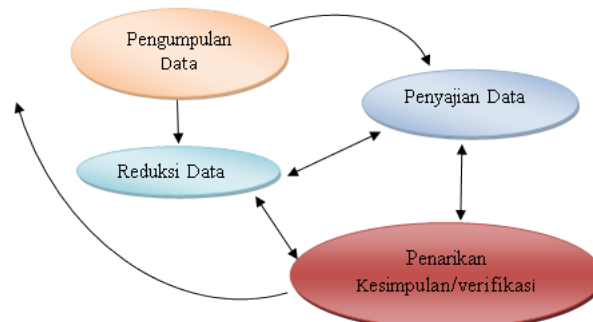 Pengumpulan
Data
Penyajian Data
Reduksi Data
Penarikan
Kesimpulan/verifikasi